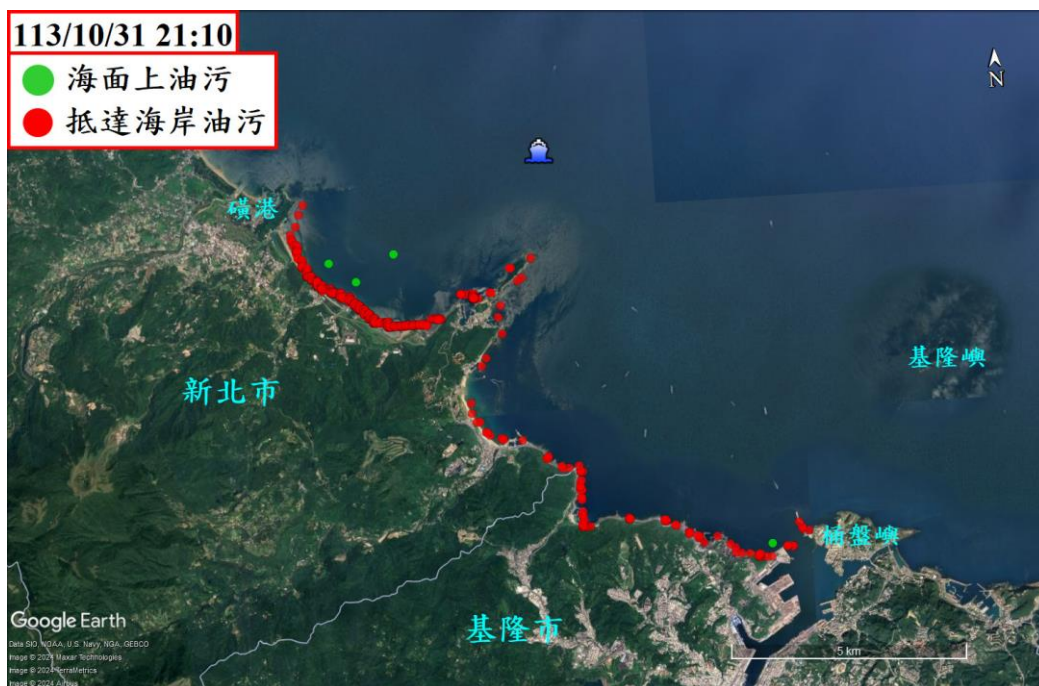 113/10/31 21:10
海面上油污
抵達海岸油污
N
磺港
基隆嶼
新北市
桶盤嶼
基隆市
Google Earth
Data SIO, NOAA, U.S. Navy, NGA, GEBCO
Image © 2024 Maxar Technologies
Image © 2024 TerraMetrics
Image © 2024 Airbus
5 km